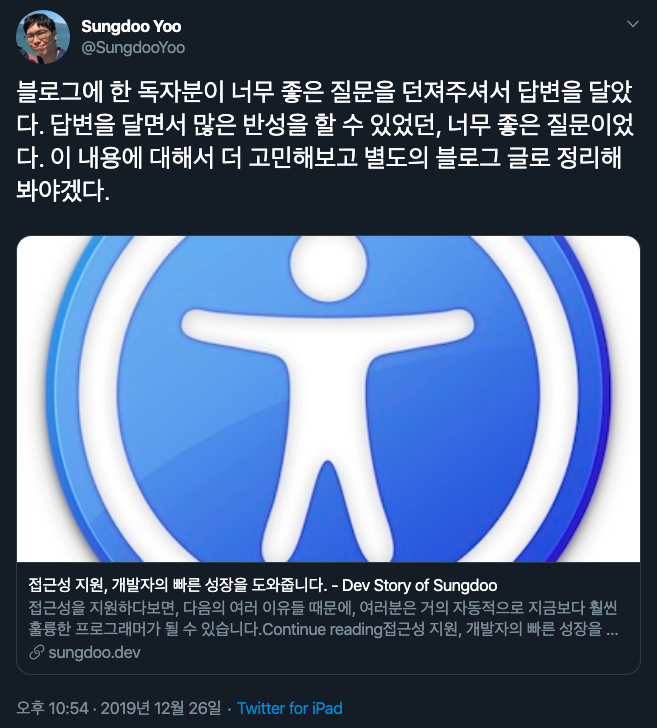 Sungdoo Yoo
@SungdooYoo
블로그에 한 독자분이 너무 좋은 질문을 던져주셔서 답변을 달았
다. 답변을 달면서 많은 반성을 할 수 있었던, 너무 좋은 질문이었
다. 이 내용에 대해서 더 고민해보고 별도의 블로그 글로 정리해
봐야겠다.
접근성 지원, 개발자의 빠른 성장을 도와줍니다. - Dev Story of Sungdoo
접근성을 지원하다보면, 다음의 여러 이유들 때문에, 여러분은 거의 자동적으로 지금보다 훨씬
훌륭한 프로그래머가 될 수 있습니다.Continue reading접근성 지원, 개발자의 빠른 성장을 ...
sungdoo.dev
오후 10:54 · 2019년 12월 26일 · Twitter for iPad